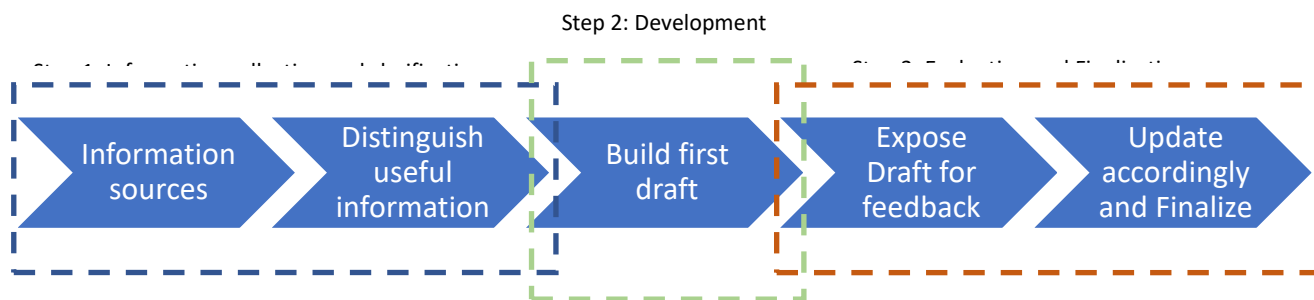 Step 2: Development
Information
sources
Distinguish
useful
information
Build first
draft
Expose
Draft for
feedback
Update
accordingly
and Finalize